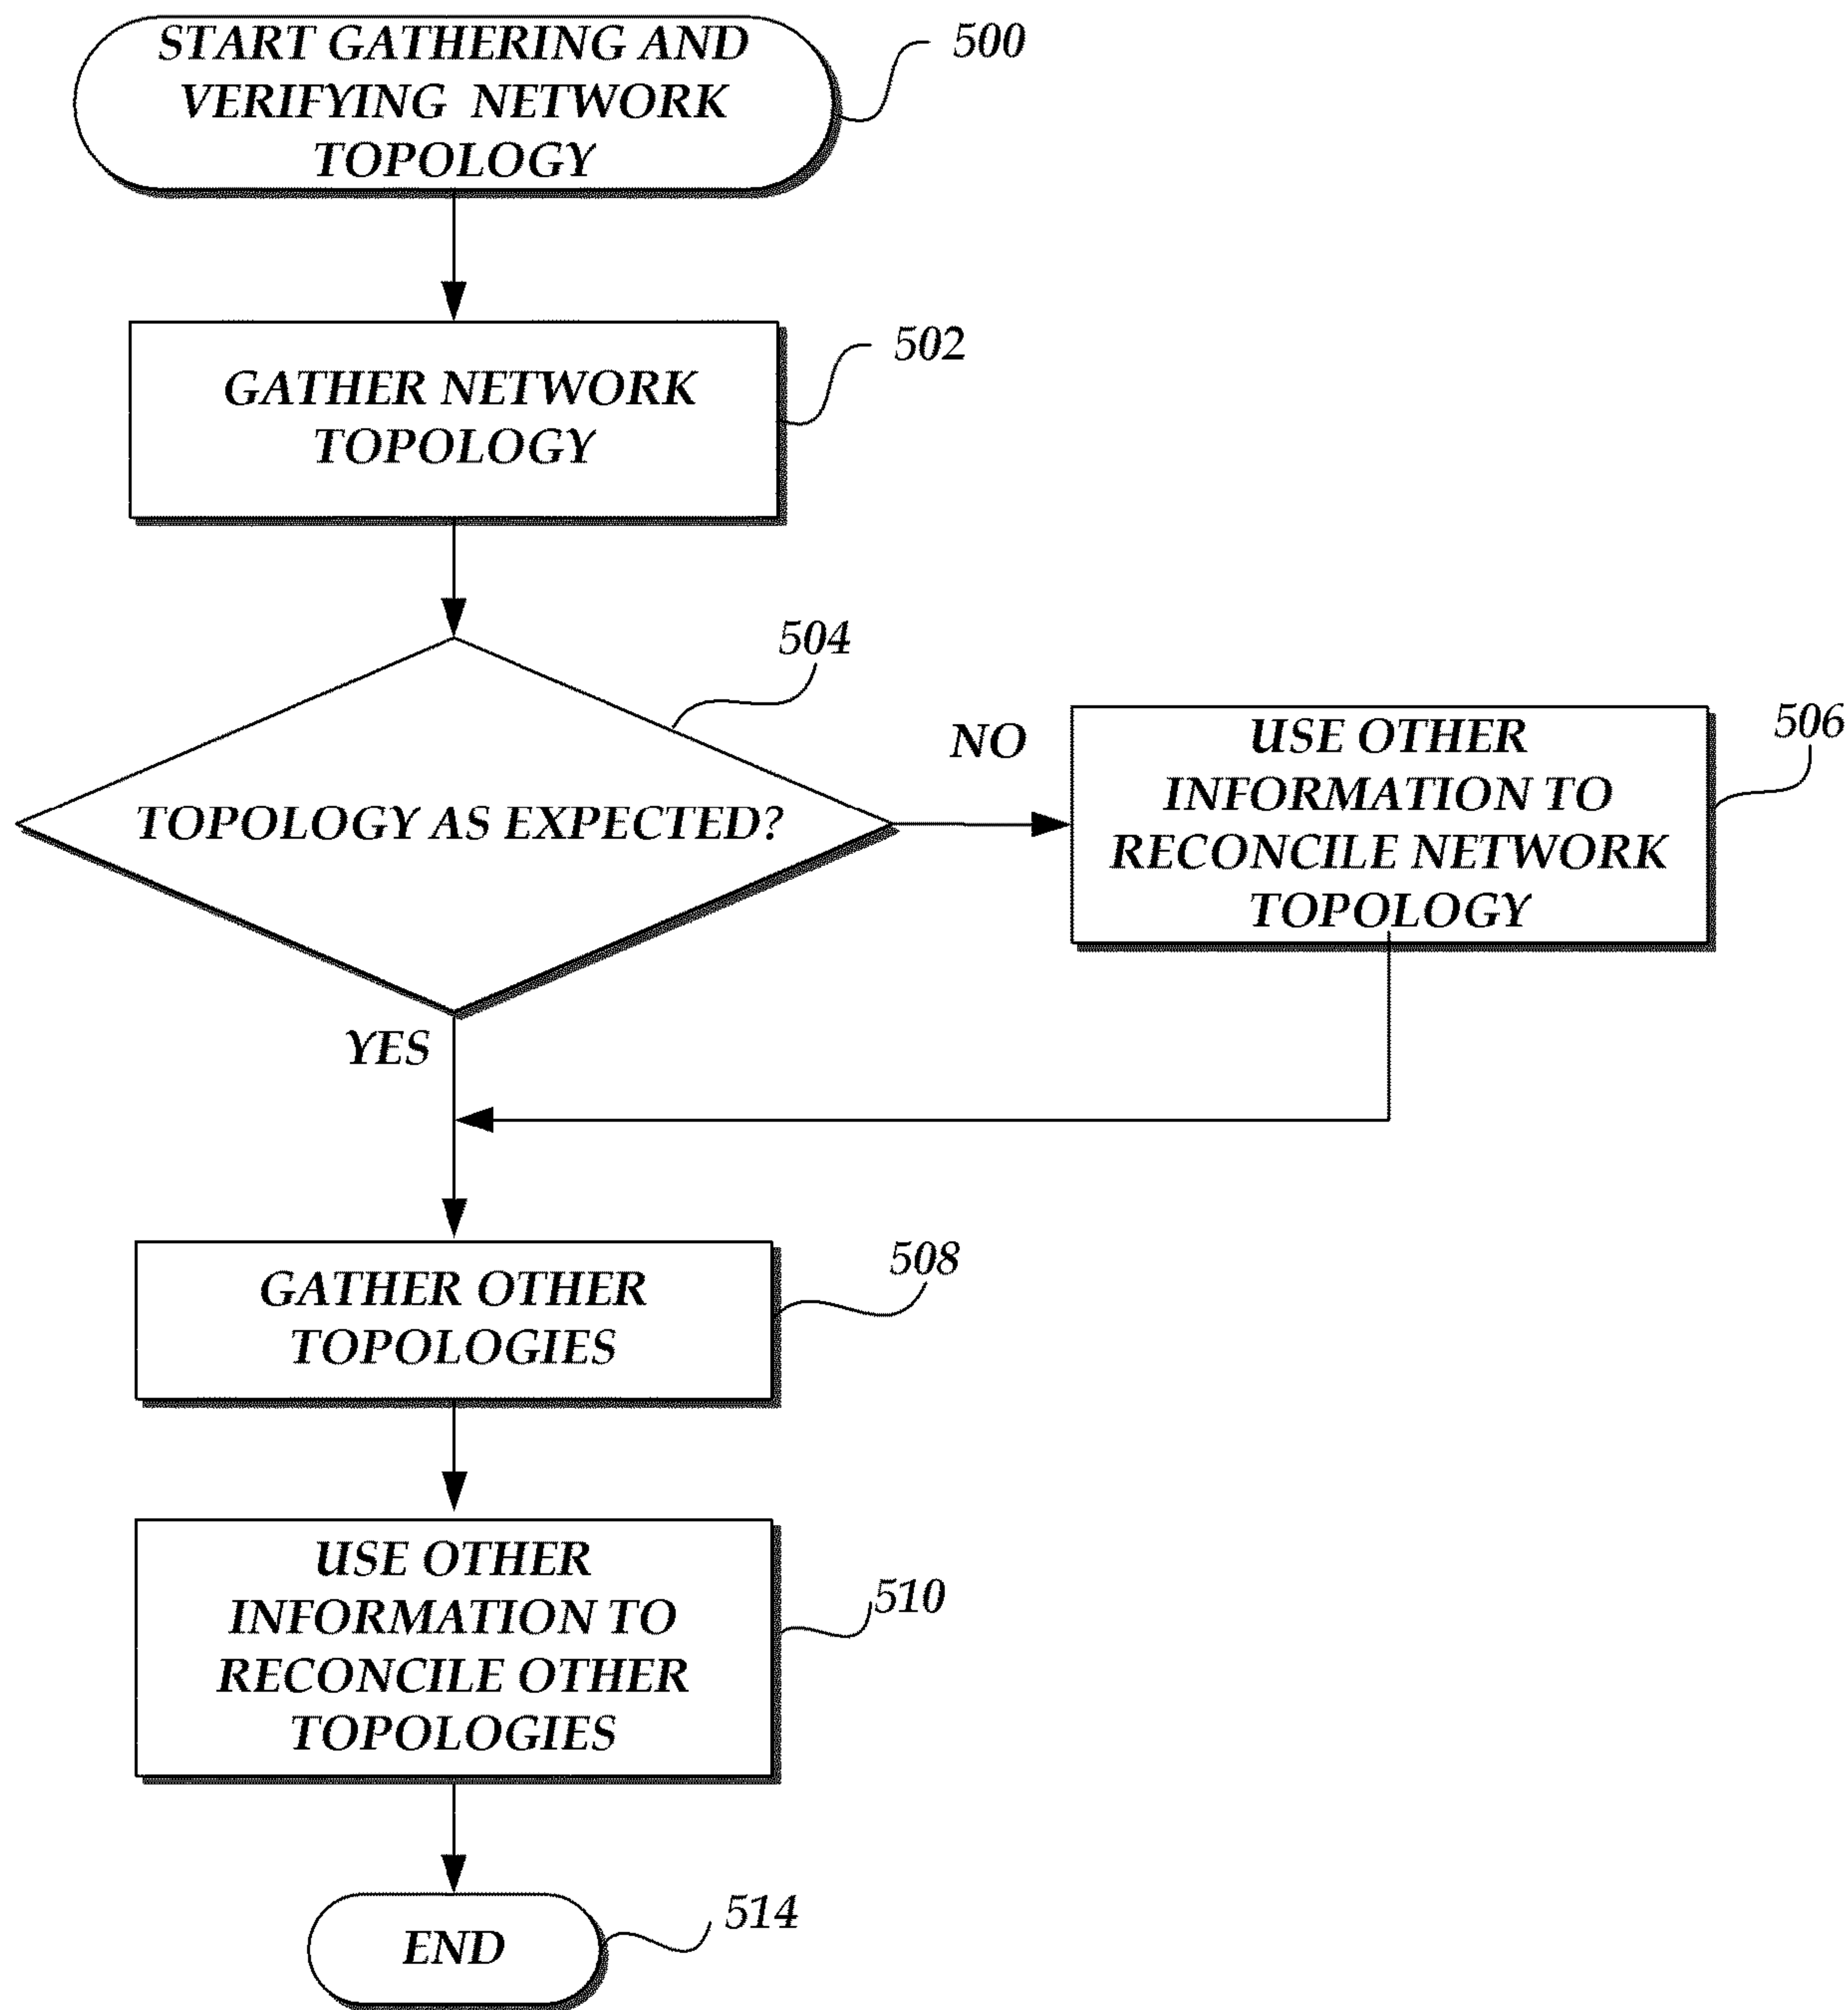 START GATHERING AND
VERIFYING NETWORK
TOPOLOGY
500
GATHER NETWORK
TOPOLOGY
502
504
TOPOLOGY AS EXPECTED?
NO
USE OTHER
INFORMATION TO
RECONCILE NETWORK
TOPOLOGY
506
YES
GATHER OTHER
TOPOLOGIES
508
USE OTHER
INFORMATION TO
RECONCILE OTHER
TOPOLOGIES
510
END
514